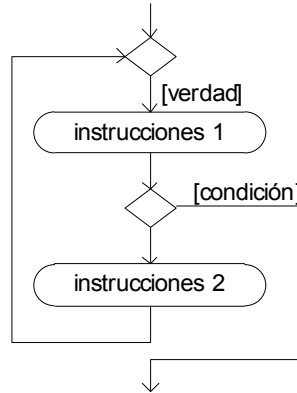 [verdad]
instrucciones 1
[condición]
instrucciones 2